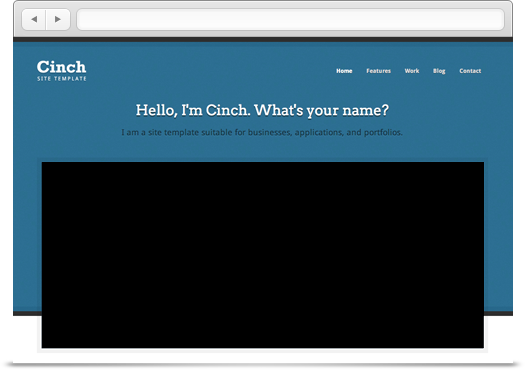 Cinch
SITE TEMPLATE
Home Features Work Blog Contact
Hello, I'm Cinch. What's your name?
I am a site template suitable for businesses, applications, and portfolios.